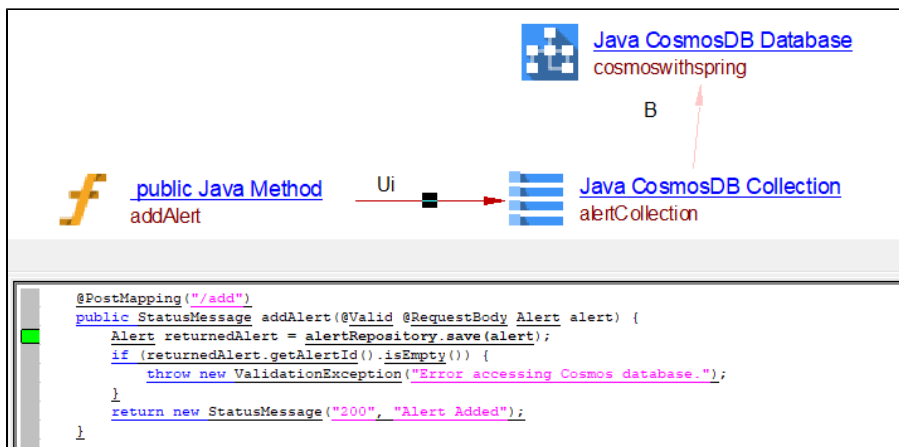 Java CosmosDB Database
cosmoswithspring
B
public Java Method
addAlert
Ui
Java CosmosDB Collection
alertCollection
@PostMapping("/add")
public StatusMessage addAlert(@Valid @RequestBody Alert alert) {
    Alert returnedAlert = alertRepository.save(alert);
    if (returnedAlert.getAlertId().isEmpty()) {
        throw new ValidationException("Error accessing Cosmos database.");
    }
    return new StatusMessage("200", "Alert Added");
}